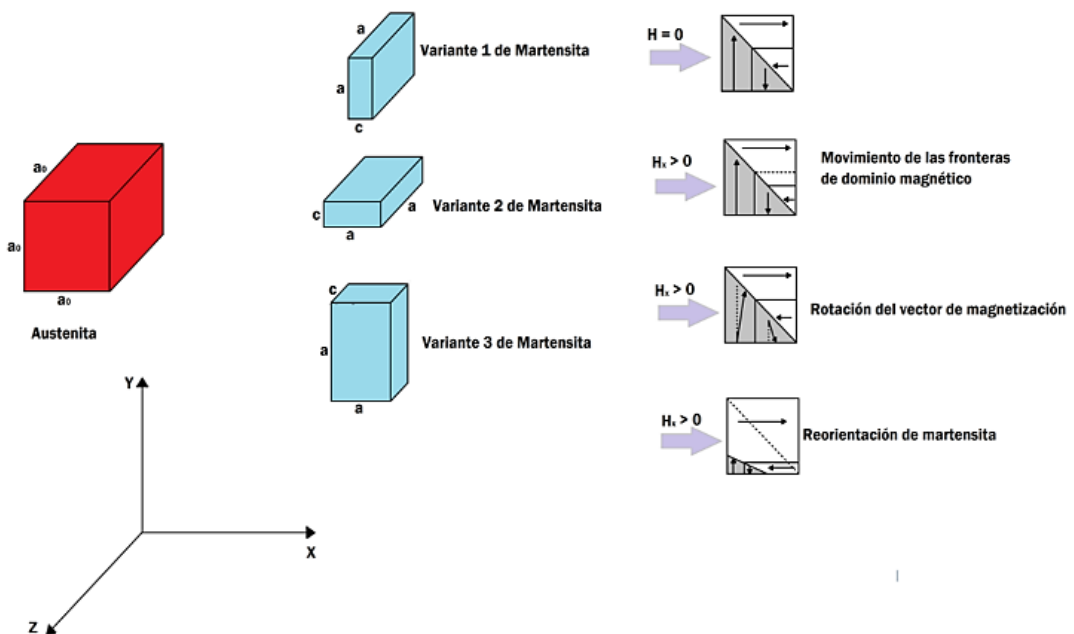 a₀
a₀
a₀
Austenita
a
a
c
Variante 1 de Martensita
c
a
a
Variante 2 de Martensita
c
a
a
Variante 3 de Martensita
H = 0
Hₓ > 0
Movimiento de las fronteras
de dominio magnético
Hₓ > 0
Rotación del vector de magnetización
Hₓ > 0
Reorientación de martensita
Y
X
Z